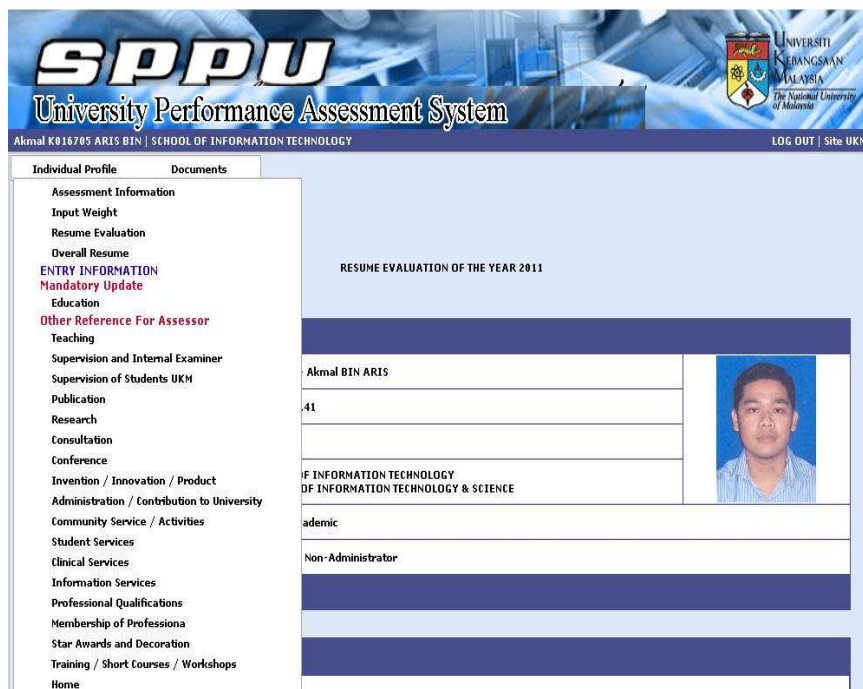 SPPU
University Performance Assessment System
UNIVERSITI
KEBANGSAAN
MALAYSIA
The National University
of Malaysia
Akmal K016705 ARIS BIN | SCHOOL OF INFORMATION TECHNOLOGY
LOG OUT | Site UKM
Individual Profile Documents
Assessment Information
Input Weight
Resume Evaluation
Overall Resume
ENTRY INFORMATION
Mandatory Update
Education
Other Reference For Assessor
Teaching
Supervision and Internal Examiner
Supervision of Students UKM
Publication
Research
Consultation
Conference
Invention / Innovation / Product
Administration / Contribution to University
Community Service / Activities
Student Services
Clinical Services
Information Services
Professional Qualifications
Membership of Professiona
Star Awards and Decoration
Training / Short Courses / Workshops
Home
RESUME EVALUATION OF THE YEAR 2011
Akmal BIN ARIS
.41
OF INFORMATION TECHNOLOGY
OF INFORMATION TECHNOLOGY & SCIENCE
ademic
Non-Administrator